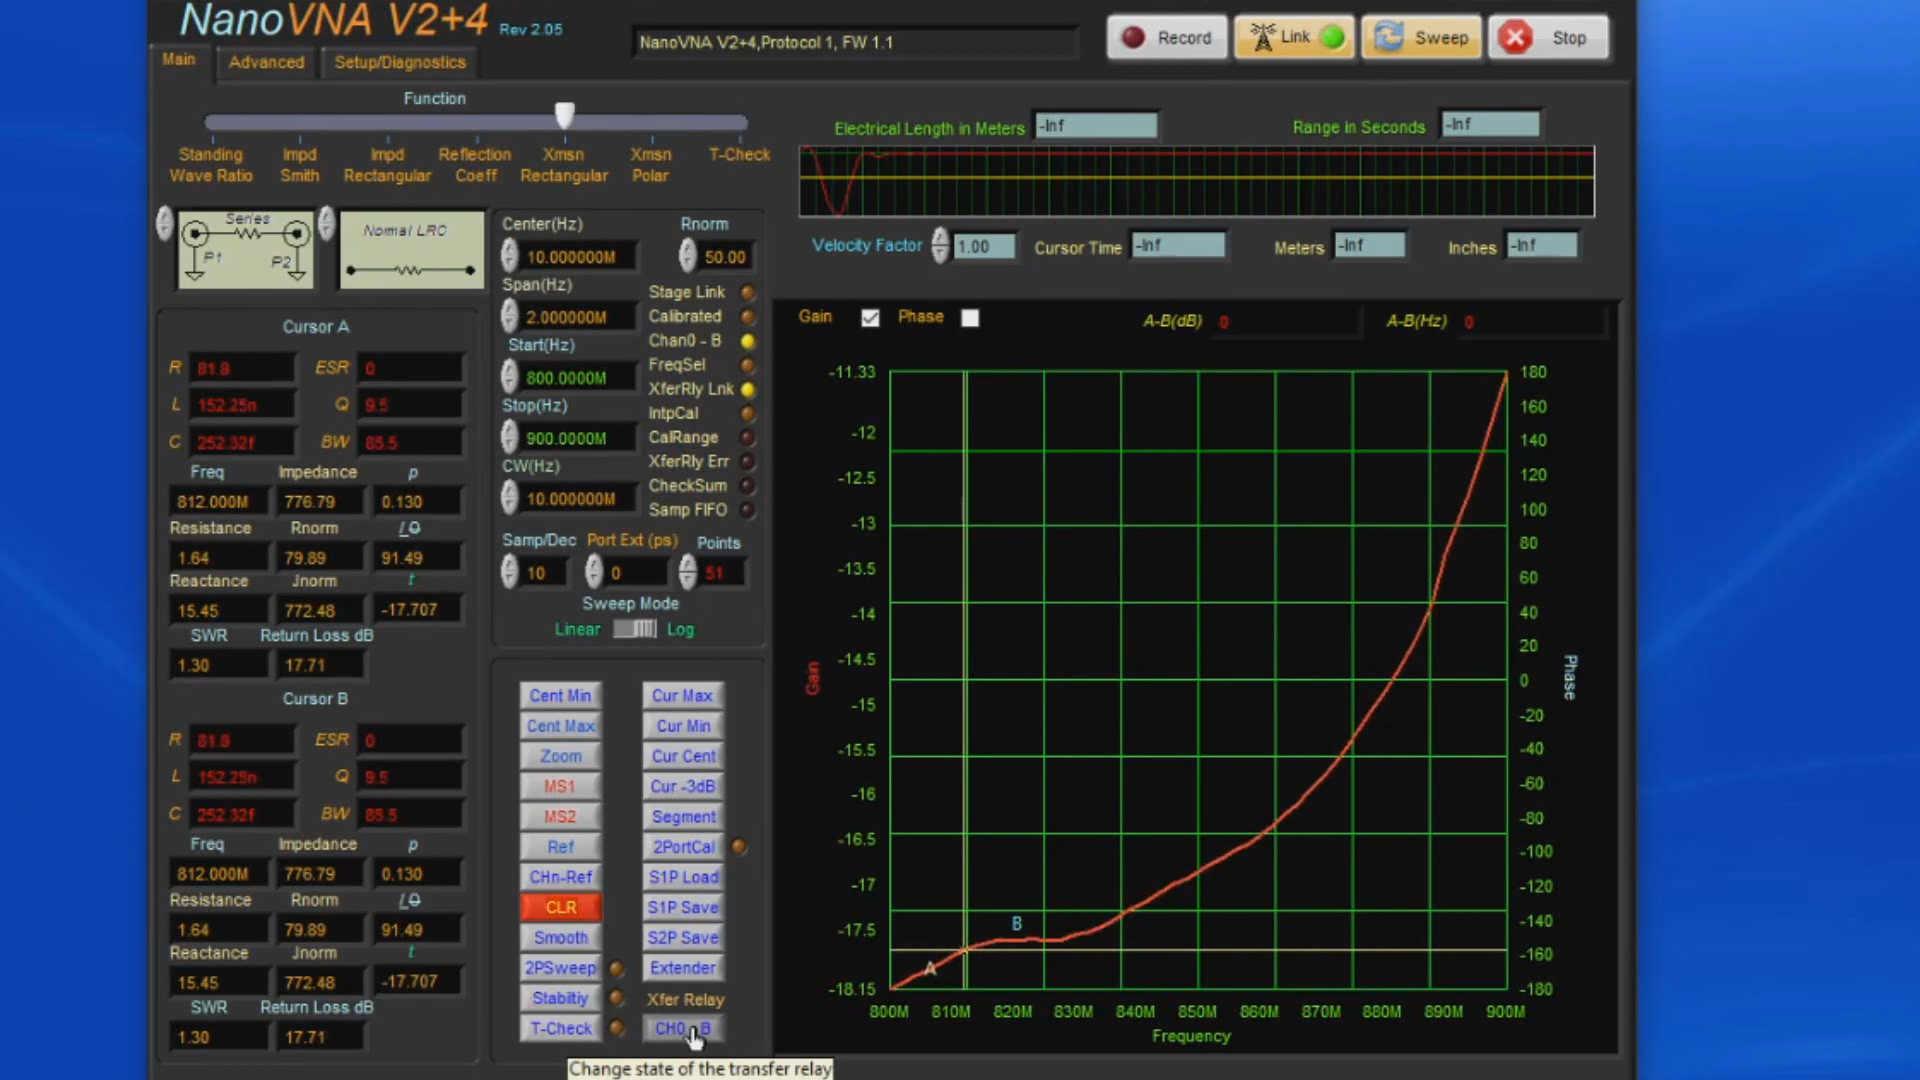 NanoVNA V2+4 Rev 2.05
NanoVNA V2+4,Protocol 1, FW 1.1
Record
Link
Sweep
Stop
Main
Advanced
Setup/Diagnostics
Function
Standing Wave Ratio
Impd Smith
Impd Rectangular
Reflection Coeff
Xmsn Rectangular
Xmsn Polar
T-Check
Electrical Length in Meters -Inf
Range in Seconds -Inf
Velocity Factor 1.00
Cursor Time -Inf
Meters -Inf
Inches -Inf
Series
P1
P2
Normal LRC
Center(Hz)
10.000000M
Rnorm
50.00
Span(Hz)
2.000000M
Start(Hz)
800.0000M
Stop(Hz)
900.0000M
CW(Hz)
10.000000M
Stage Link
Calibrated
Chan0 - B
FreqSel
XferRly Lnk
IntpCal
CalRange
XferRly Err
CheckSum
Samp FIFO
Samp/Dec
10
Port Ext (ps)
0
Points
51
Sweep Mode
Linear
Log
Cursor A
R 81.8 ESR 0
L 152.25n Q 9.5
C 252.32f BW 85.5
Freq Impedance p
812.000M 776.79 0.130
Resistance Rnorm
1.64 79.89 91.49
Reactance Jnorm t
15.45 772.48 -17.707
SWR Return Loss dB
1.30 17.71
Cursor B
R 81.8 ESR 0
L 152.25n Q 9.5
C 252.32f BW 85.5
Freq Impedance p
812.000M 776.79 0.130
Resistance Rnorm
1.64 79.89 91.49
Reactance Jnorm t
15.45 772.48 -17.707
SWR Return Loss dB
1.30 17.71
Cent Min
Cur Max
Cent Max
Cur Min
Zoom
Cur Cent
MS1
Cur -3dB
MS2
Segment
Ref
2PortCal
CHn-Ref
S1P Load
CLR
S1P Save
Smooth
S2P Save
2PSweep
Extender
Stabiltiy
Xfer Relay
T-Check
CH0 - B
Change state of the transfer relay
Gain
Phase
A-B(dB) 0
A-B(Hz) 0
-11.33
-12
-12.5
-13
-13.5
-14
-14.5
-15
-15.5
-16
-16.5
-17
-17.5
-18.15
Gain
A
B
180
160
140
120
100
80
60
40
20
0
-20
-40
-60
-80
-100
-120
-140
-160
-180
Phase
800M 810M 820M 830M 840M 850M 860M 870M 880M 890M 900M
Frequency